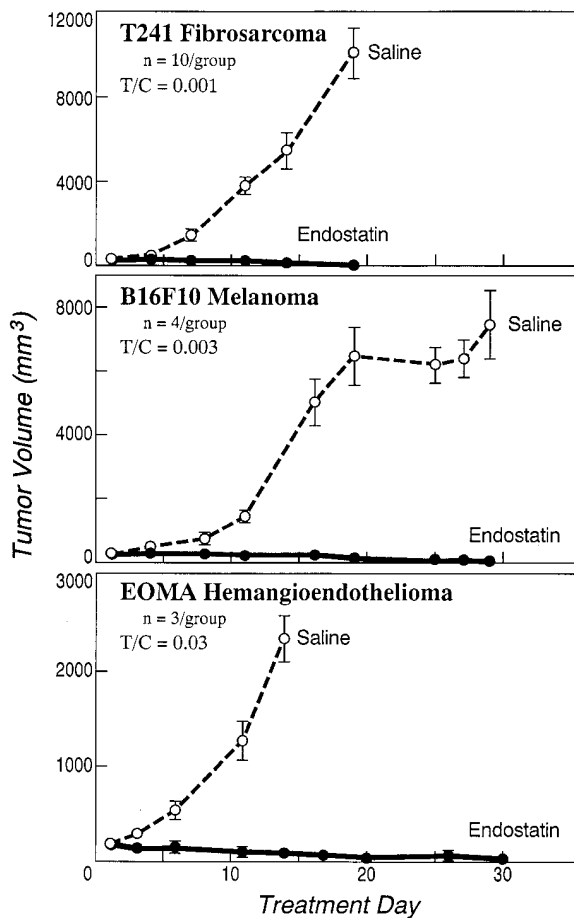 T241 Fibrosarcoma
n = 10/group
T/C = 0.001
Saline
Endostatin
12000
8000
4000
0
B16F10 Melanoma
n = 4/group
T/C = 0.003
Saline
Endostatin
8000
4000
0
EOMA Hemangioendothelioma
n = 3/group
T/C = 0.03
Saline
Endostatin
3000
2000
1000
0
0 10 20 30
Tumor Volume (mm³)
Treatment Day